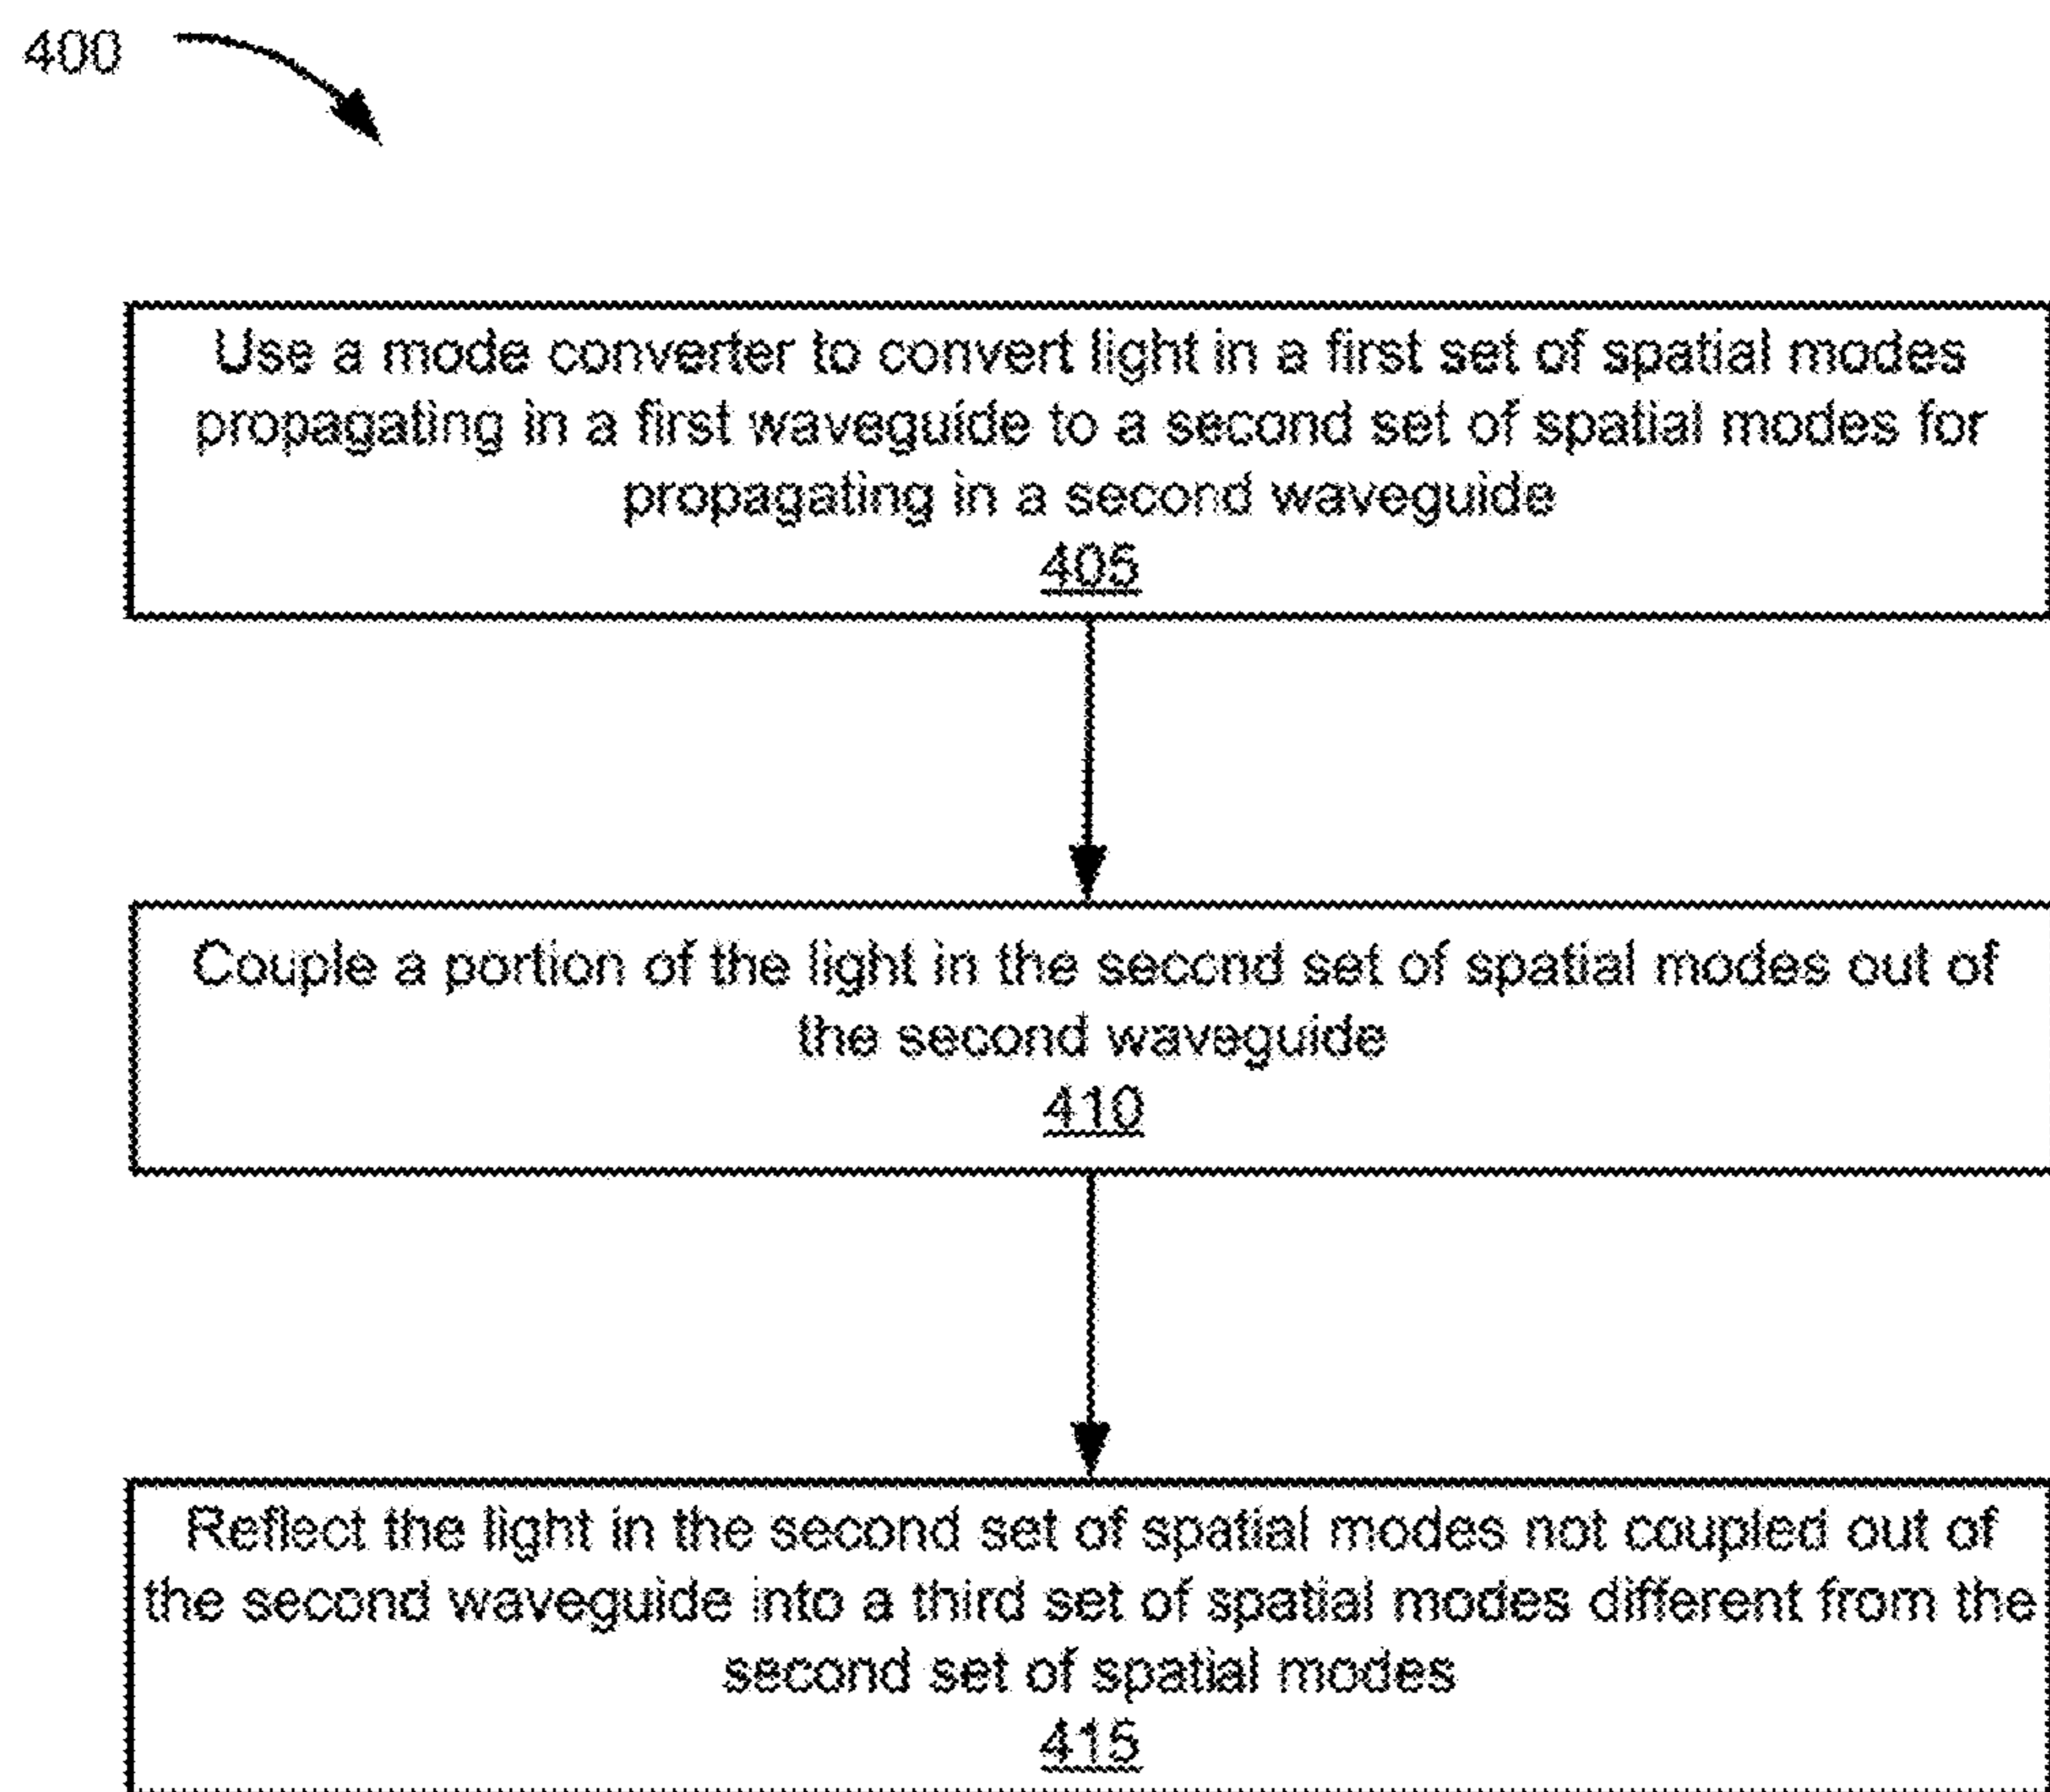 400
Use a mode converter to convert light in a first set of spatial modes
propagating in a first waveguide to a second set of spatial modes for
propagating in a second waveguide
405
Couple a portion of the light in the second set of spatial modes out of
the second waveguide
410
Reflect the light in the second set of spatial modes not coupled out of
the second waveguide into a third set of spatial modes different from the
second set of spatial modes
415